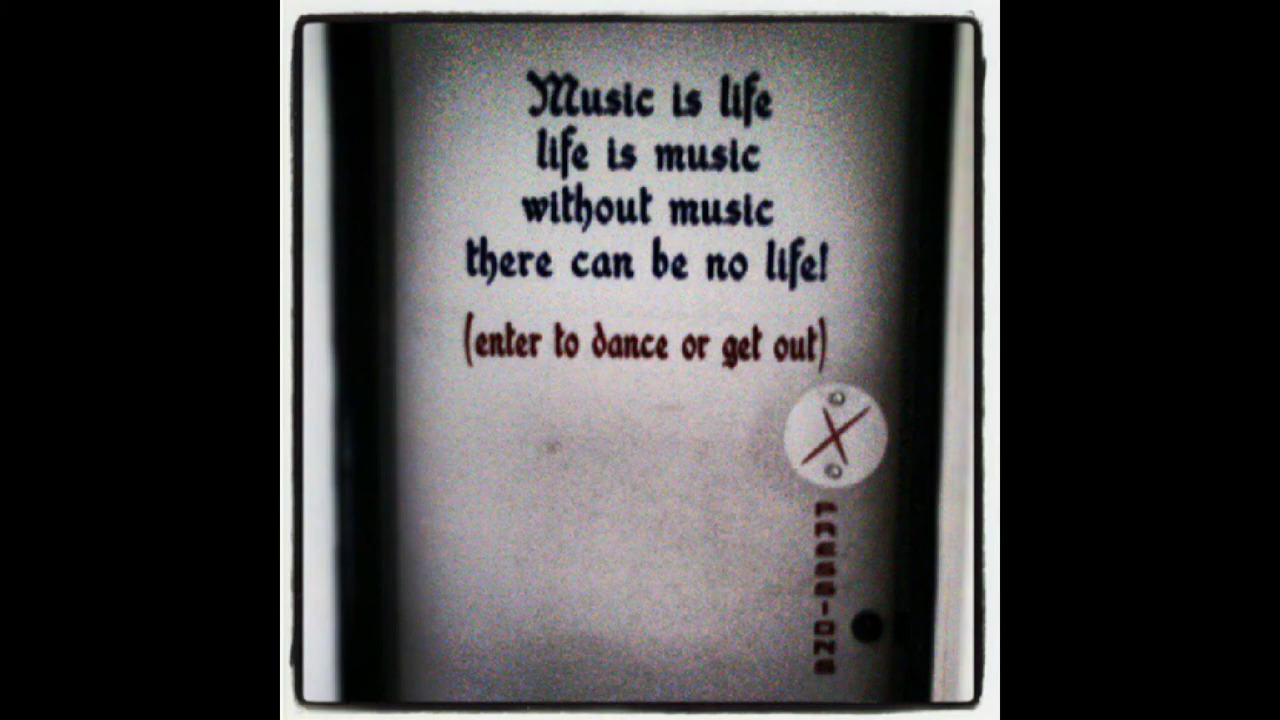 Music is life
life is music
without music
there can be no life!
(enter to dance or get out)